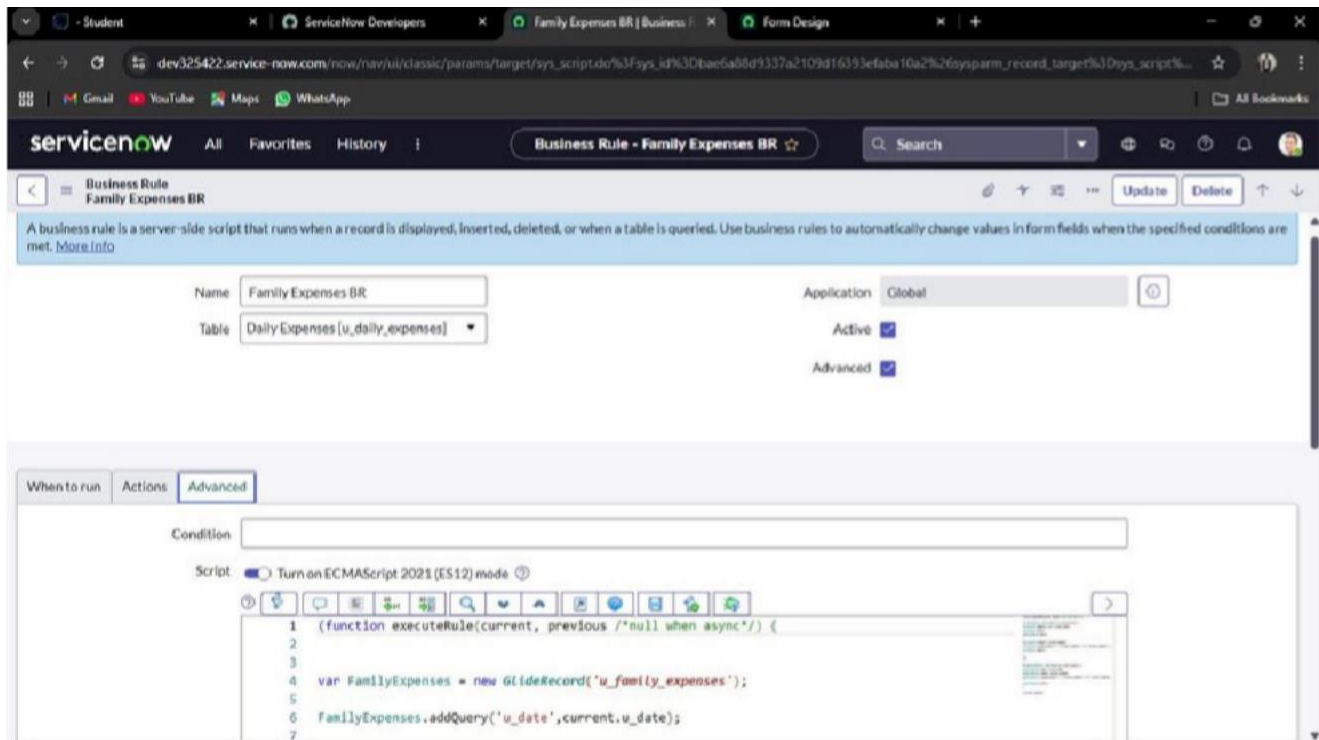 - Student
ServiceNow Developers
Family Expenses BR | Business
Form Design
dev325422.service-now.com/now/nav/ui/classic/params/target/sys_script.do%3Fsys_id%3Dbae6a88d9337a2109d16393efaba10a2%26sysparm_record_target%3Dsys_script%...
Gmail YouTube Maps WhatsApp All Bookmarks
servicenow All Favorites History Business Rule - Family Expenses BR Search
Business Rule
Family Expenses BR
Update Delete
A business rule is a server-side script that runs when a record is displayed, inserted, deleted, or when a table is queried. Use business rules to automatically change values in form fields when the specified conditions are
met. More Info
Name Family Expenses BR Application Global
Table Daily Expenses [u_daily_expenses] Active
Advanced
When to run Actions Advanced
Condition
Script Turn on ECMAScript 2021 (ES12) mode
1 (function executeRule(current, previous /*null when async*/) {
2
3
4 var FamilyExpenses = new GlideRecord('u_family_expenses');
5
6 FamilyExpenses.addQuery('u_date',current.u_date);
7